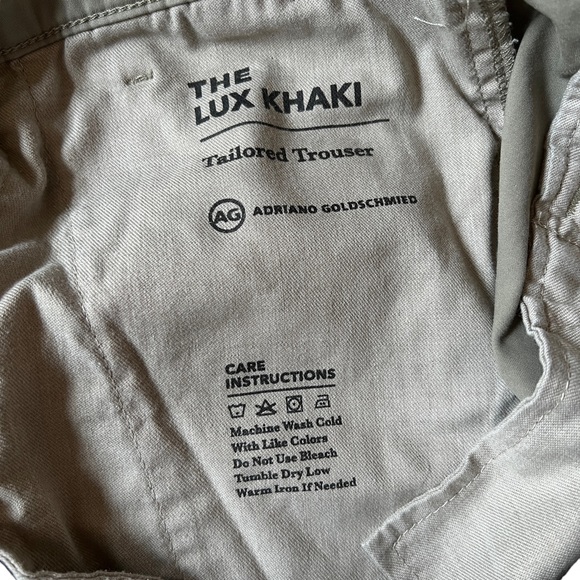 THE
LUX KHAKI
Tailored Trouser
AG ADRIANO GOLDSCHMIED
CARE
INSTRUCTIONS
Machine Wash Cold
With Like Colors
Do Not Use Bleach
Tumble Dry Low
Warm Iron If Needed